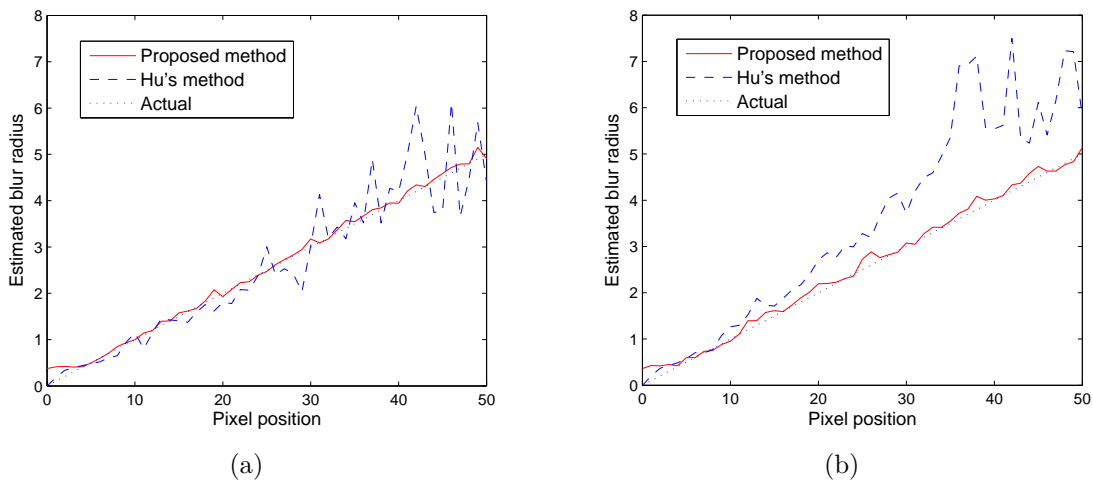 8
7
6
5
4
3
2
1
0
Estimated blur radius
Proposed method
Hu's method
Actual
0 10 20 30 40 50
Pixel position
(a)
8
7
6
5
4
3
2
1
0
Estimated blur radius
Proposed method
Hu's method
Actual
0 10 20 30 40 50
Pixel position
(b)